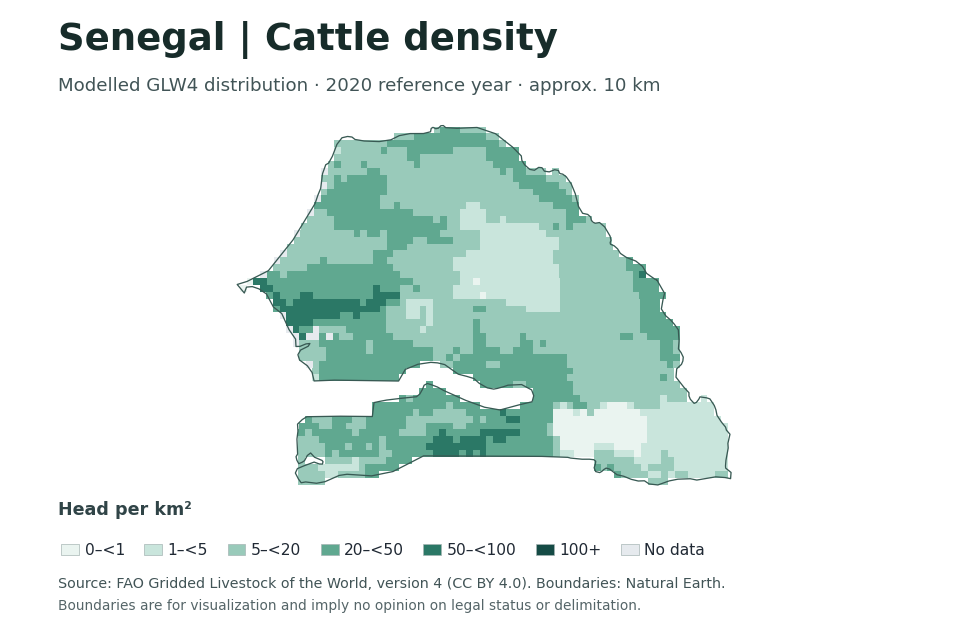 Senegal | Cattle density
Modelled GLW4 distribution · 2020 reference year · approx. 10 km
Head per km²
0–<1 1–<5 5–<20 20–<50 50–<100 100+ No data
Source: FAO Gridded Livestock of the World, version 4 (CC BY 4.0). Boundaries: Natural Earth.
Boundaries are for visualization and imply no opinion on legal status or delimitation.